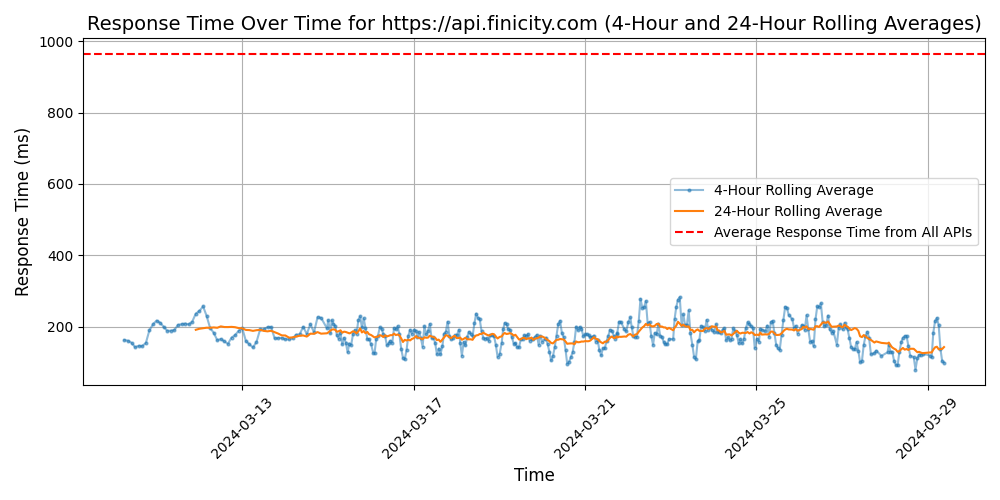 Response Time Over Time for https://api.finicity.com (4-Hour and 24-Hour Rolling Averages)
Response Time (ms)
1000
800
600
400
200
4-Hour Rolling Average
24-Hour Rolling Average
Average Response Time from All APIs
2024-03-13
2024-03-17
2024-03-21
2024-03-25
2024-03-29
Time